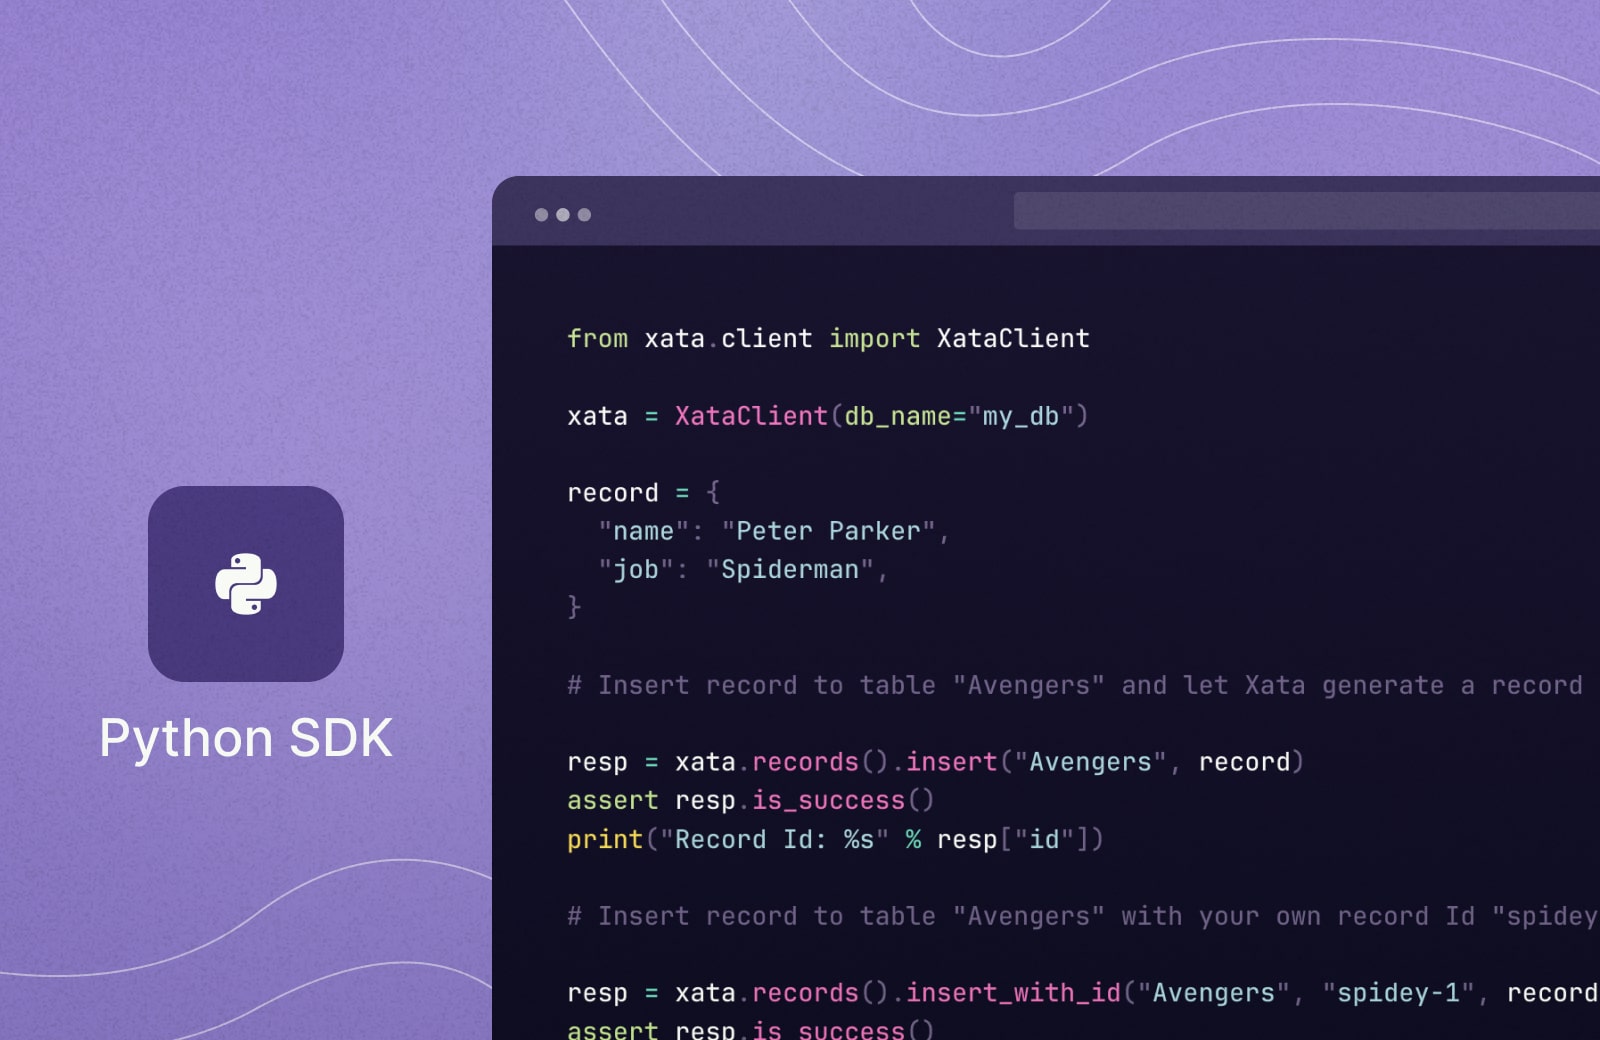 Python SDK
from xata.client import XataClient
xata = XataClient(db_name="my_db")
record = {
  "name": "Peter Parker",
  "job": "Spiderman",
}
# Insert record to table "Avengers" and let Xata generate a record
resp = xata.records().insert("Avengers", record)
assert resp.is_success()
print("Record Id: %s" % resp["id"])
# Insert record to table "Avengers" with your own record Id "spidey
resp = xata.records().insert_with_id("Avengers", "spidey-1", record
assert resp.is_success()